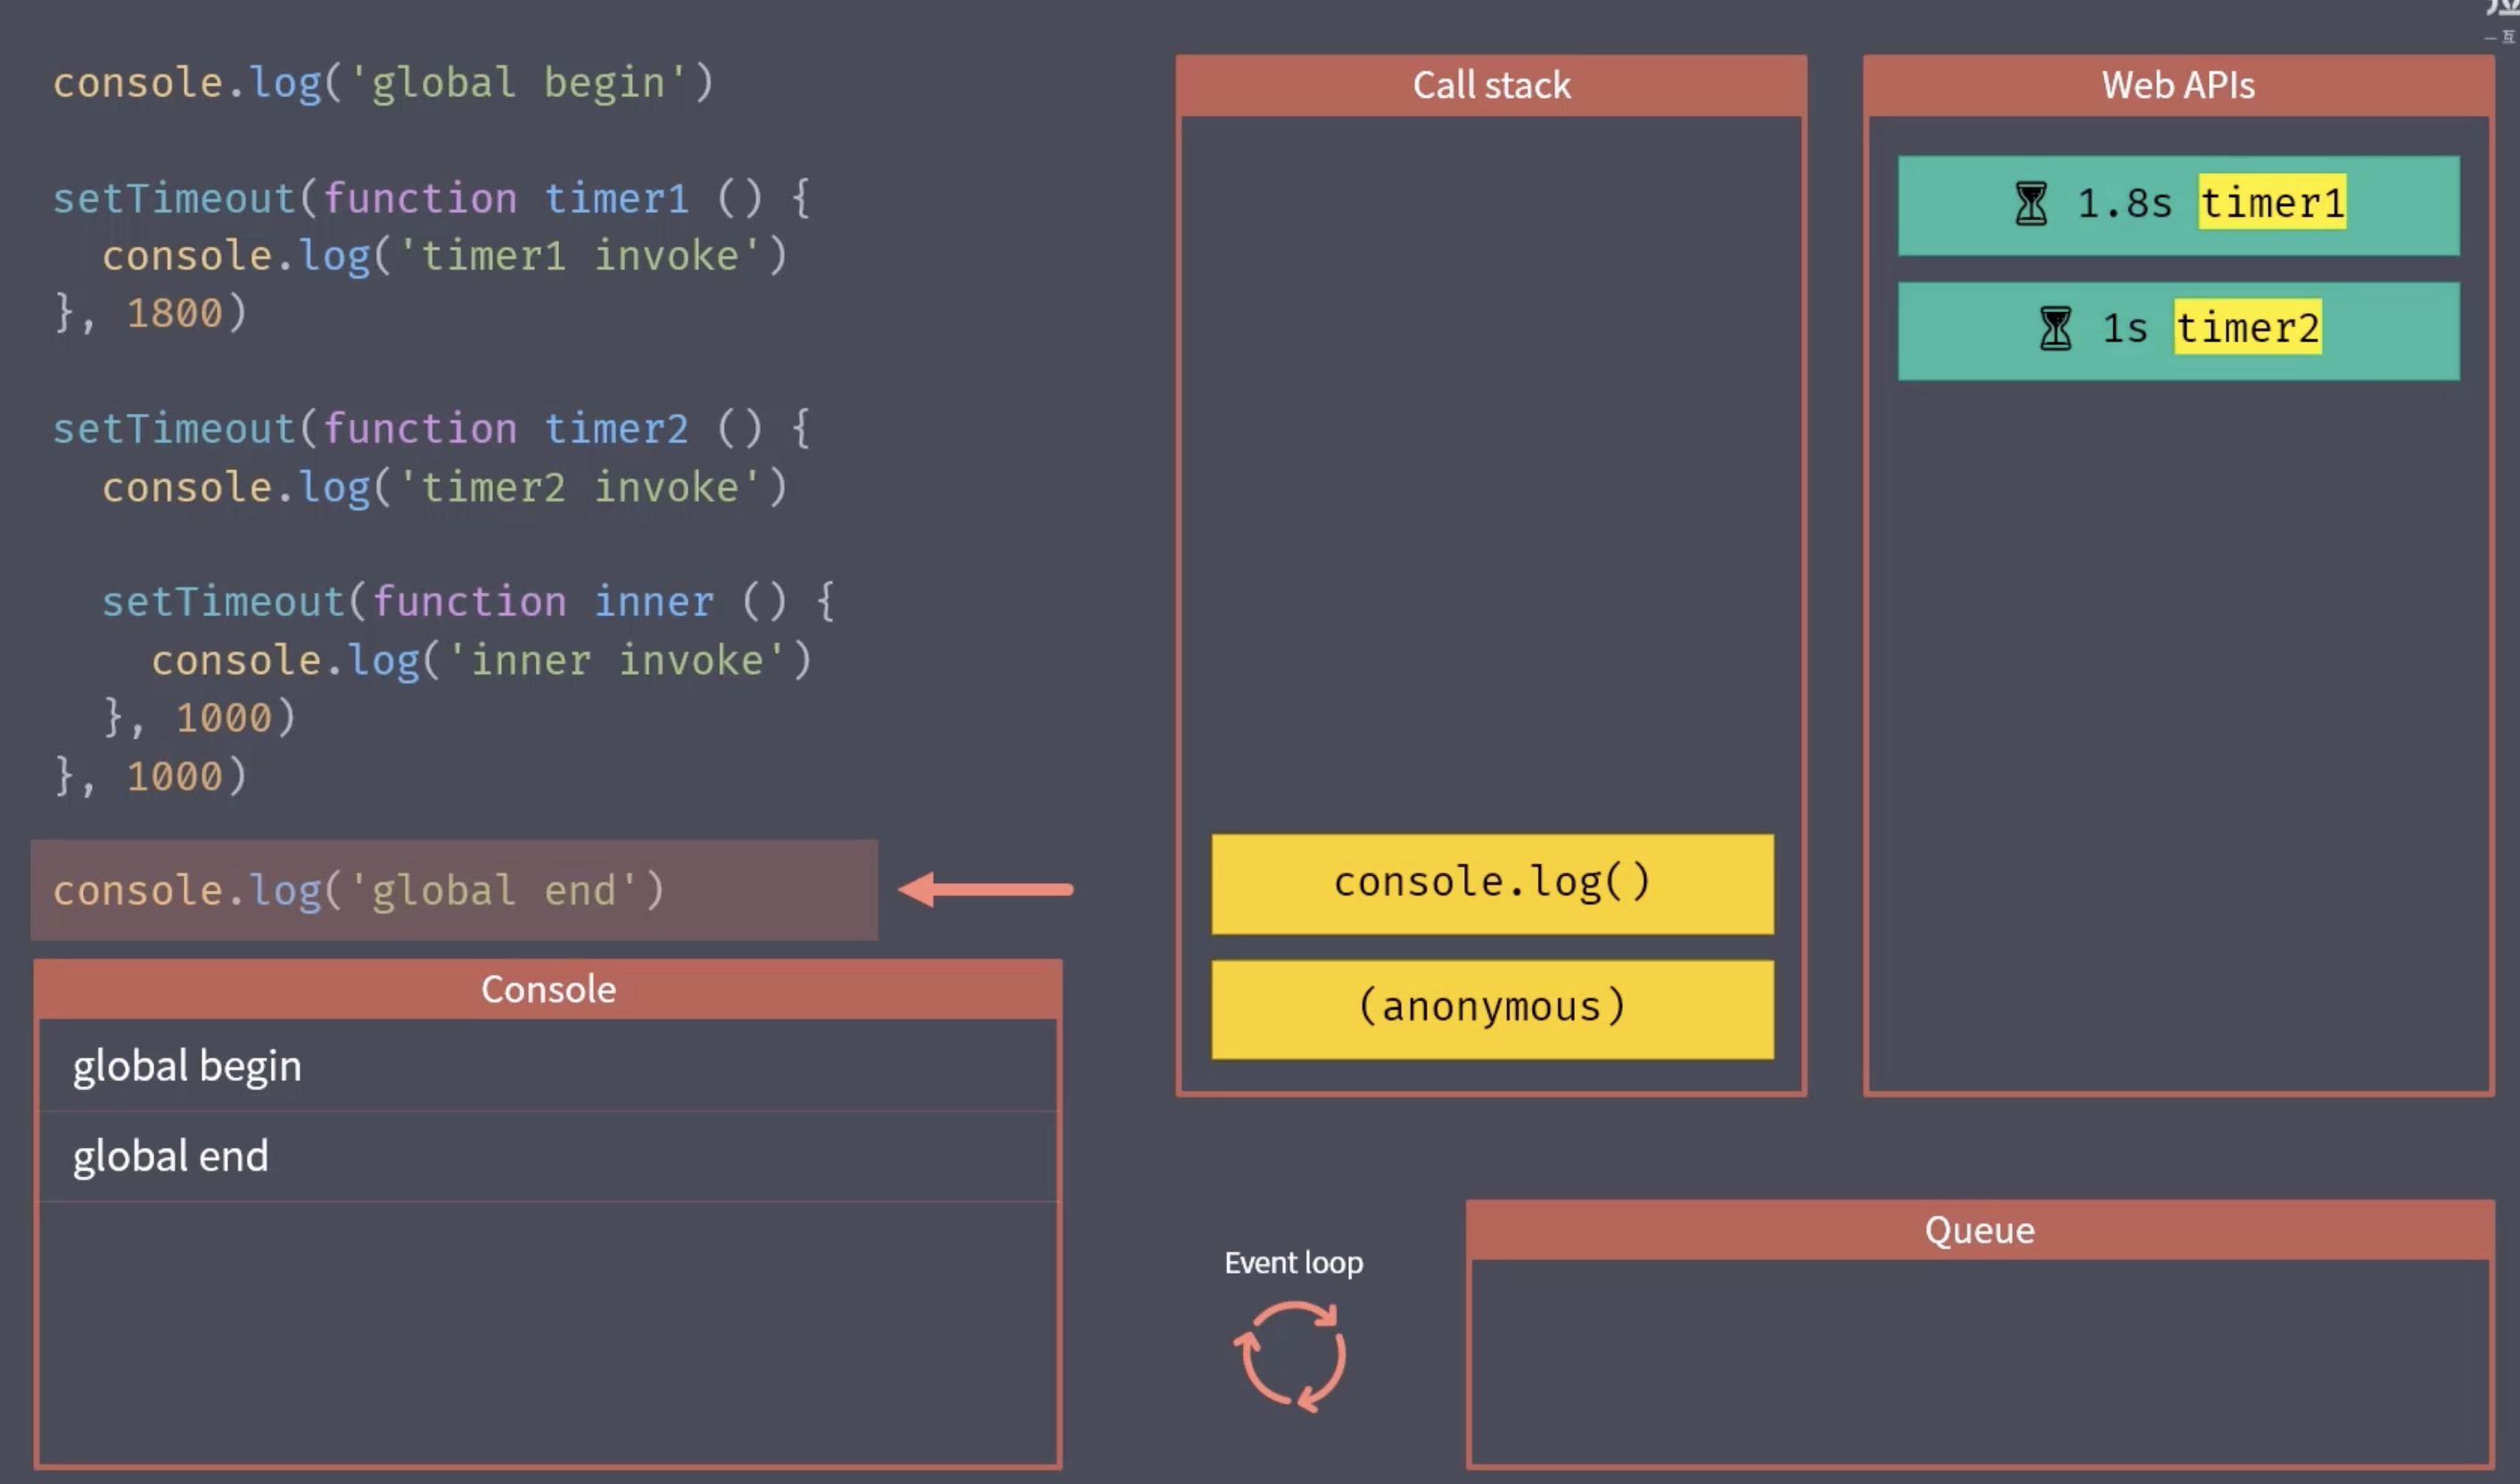 console.log('global begin')
setTimeout(function timer1 () {
  console.log('timer1 invoke')
}, 1800)
setTimeout(function timer2 () {
  console.log('timer2 invoke')
  setTimeout(function inner () {
    console.log('inner invoke')
  }, 1000)
}, 1000)
console.log('global end')
Console
global begin
global end
Call stack
console.log()
(anonymous)
Web APIs
1.8s timer1
1s timer2
Event loop
Queue